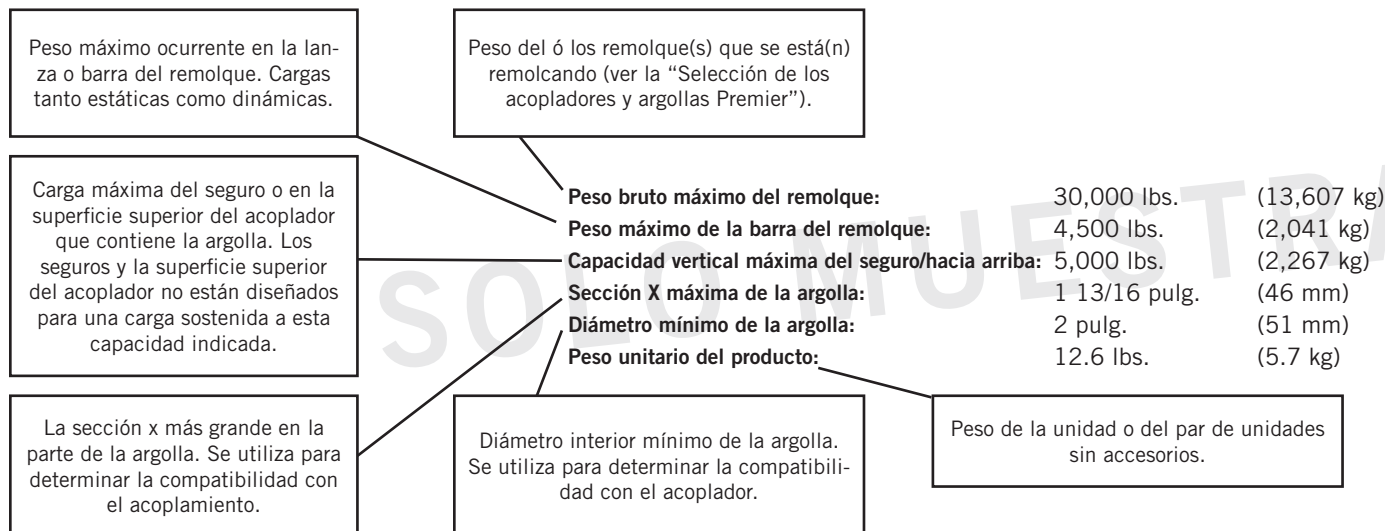 Peso máximo ocurrente en la lan-
za o barra del remolque. Cargas
tanto estáticas como dinámicas.
Peso del ó los remolque(s) que se está(n)
remolcando (ver la “Selección de los
acopladores y argollas Premier”).
Carga máxima del seguro o en la
superficie superior del acoplador
que contiene la argolla. Los
seguros y la superficie superior
del acoplador no están diseñados
para una carga sostenida a esta
capacidad indicada.
Peso bruto máximo del remolque: 30,000 lbs. (13,607 kg)
Peso máximo de la barra del remolque: 4,500 lbs. (2,041 kg)
Capacidad vertical máxima del seguro/hacia arriba: 5,000 lbs. (2,267 kg)
Sección X máxima de la argolla: 1 13/16 pulg. (46 mm)
Diámetro mínimo de la argolla: 2 pulg. (51 mm)
Peso unitario del producto: 12.6 lbs. (5.7 kg)
SOLO MUESTRA
La sección x más grande en la
parte de la argolla. Se utiliza para
determinar la compatibilidad con
el acoplamiento.
Diámetro interior mínimo de la argolla.
Se utiliza para determinar la compatibili-
dad con el acoplador.
Peso de la unidad o del par de unidades
sin accesorios.